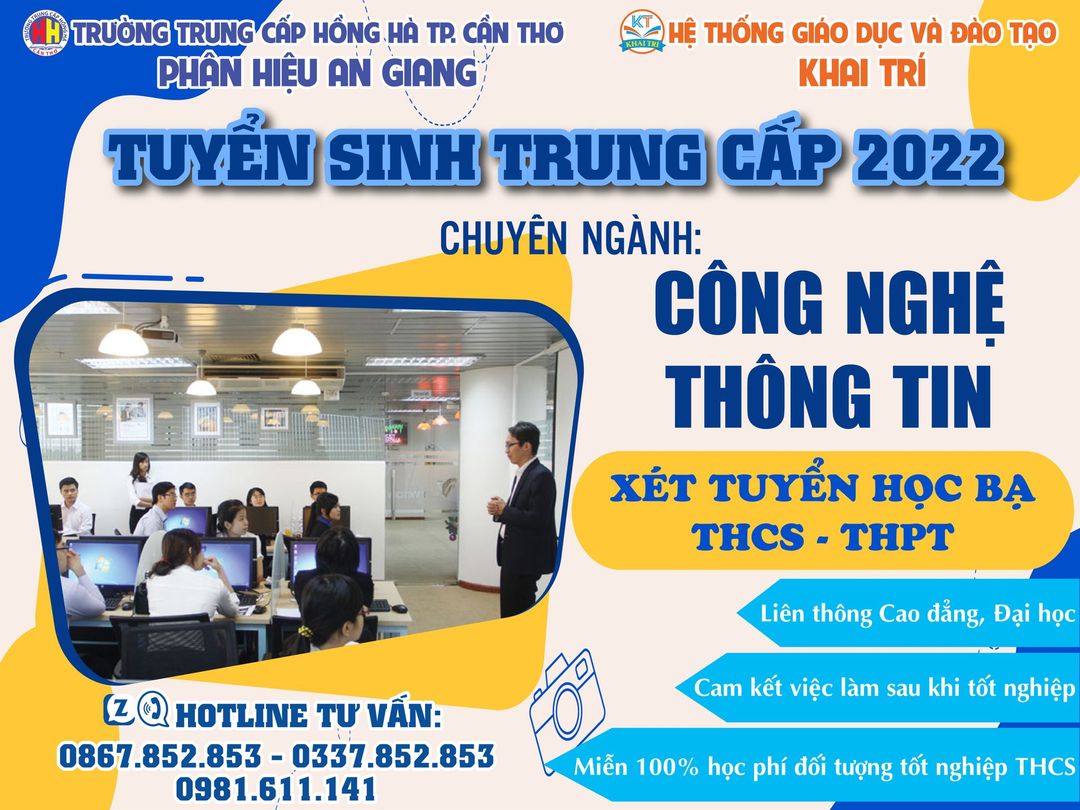 TRƯỜNG TRUNG CẤP HỒNG HÀ TP. CẦN THƠ
PHÂN HIỆU AN GIANG
KT
KHAI TRÍ
HỆ THỐNG GIÁO DỤC VÀ ĐÀO TẠO
KHAI TRÍ
TUYỂN SINH TRUNG CẤP 2022
CHUYÊN NGÀNH:
CÔNG NGHỆ
THÔNG TIN
XÉT TUYỂN HỌC BẠ
THCS - THPT
Liên thông Cao đẳng, Đại học
Cam kết việc làm sau khi tốt nghiệp
Miễn 100% học phí đối tượng tốt nghiệp THCS
Z HOTLINE TƯ VẤN:
0867.852.853 - 0337.852.853
0981.611.141